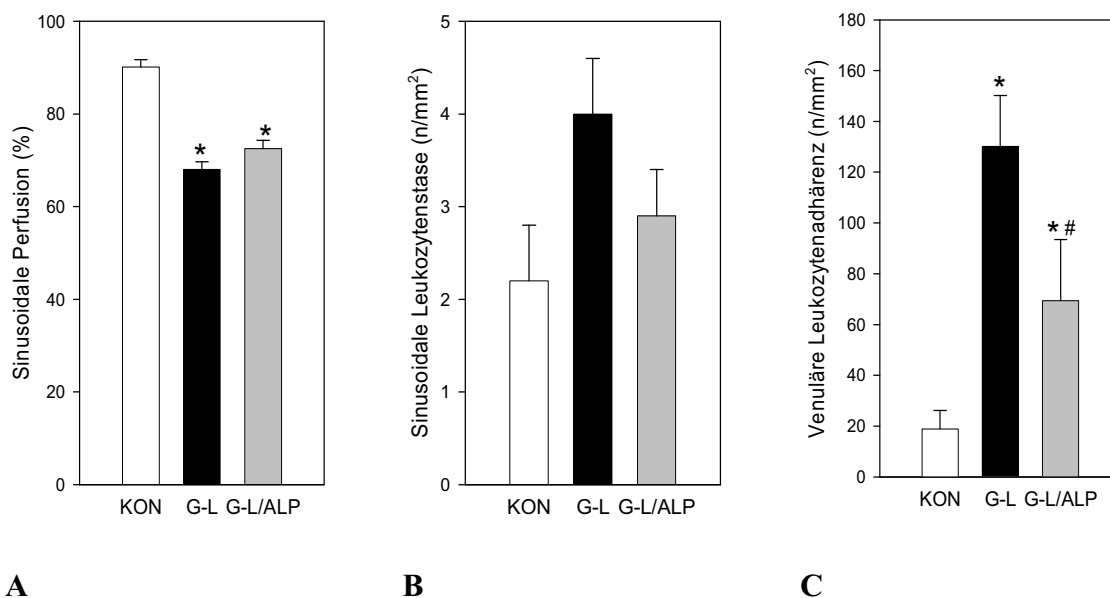 Sinusoidale Perfusion (%)
100
80
60
40
20
0
*
*
KON G-L G-L/ALP
A
Sinusoidale Leukozytenstase (n/mm²)
5
4
3
2
1
0
KON G-L G-L/ALP
B
Venuläre Leukozytenadhärenz (n/mm²)
180
160
140
120
100
80
60
40
20
0
*
* #
KON G-L G-L/ALP
C